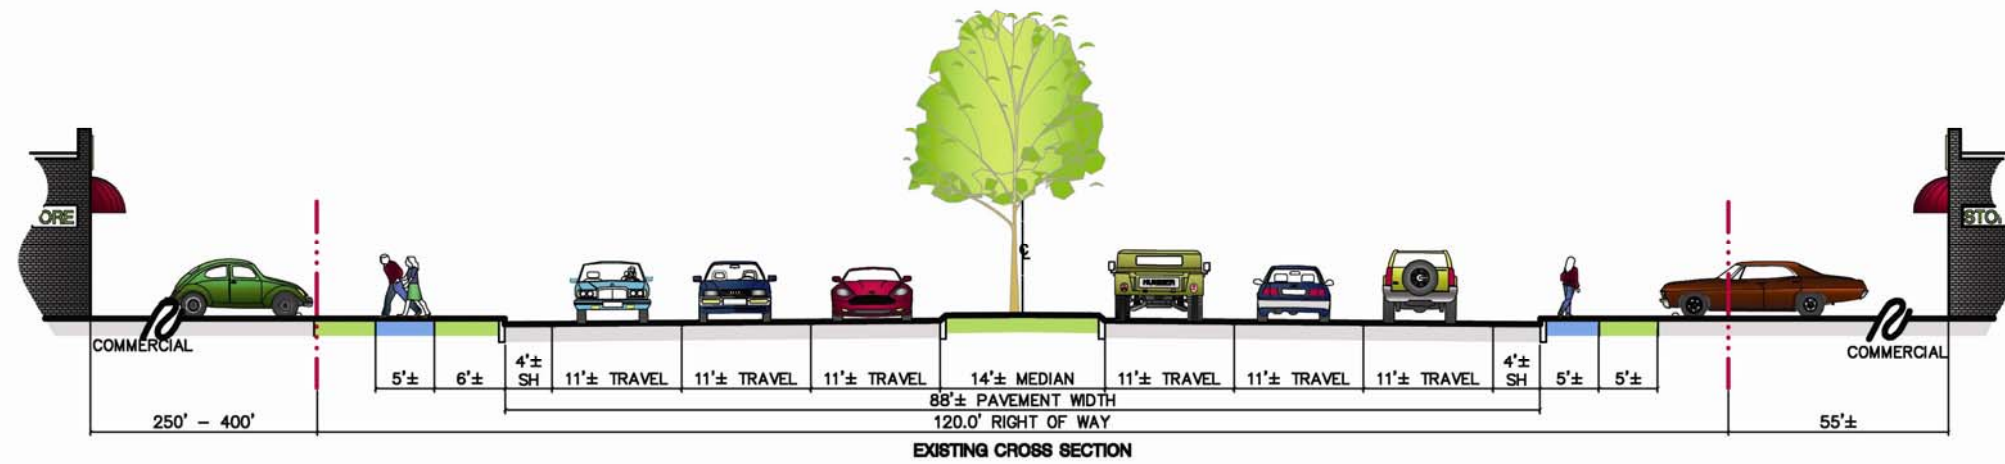 ORE
STO
℄
HUMMER
COMMERCIAL
COMMERCIAL
5'±
6'±
4'±
SH
11'± TRAVEL
11'± TRAVEL
11'± TRAVEL
14'± MEDIAN
11'± TRAVEL
11'± TRAVEL
11'± TRAVEL
4'±
SH
5'±
5'±
88'± PAVEMENT WIDTH
250' - 400'
120.0' RIGHT OF WAY
55'±
EXISTING CROSS SECTION